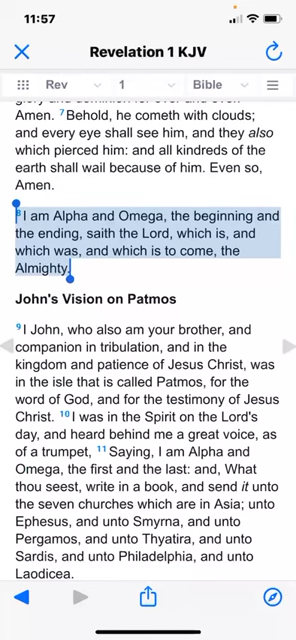 11:57
Revelation 1 KJV
Rev 1 Bible
glory and dominion for ever and ever.
Amen. 7Behold, he cometh with clouds;
and every eye shall see him, and they also
which pierced him: and all kindreds of the
earth shall wail because of him. Even so,
Amen.
8I am Alpha and Omega, the beginning and
the ending, saith the Lord, which is, and
which was, and which is to come, the
Almighty.
John's Vision on Patmos
9I John, who also am your brother, and
companion in tribulation, and in the
kingdom and patience of Jesus Christ, was
in the isle that is called Patmos, for the
word of God, and for the testimony of Jesus
Christ. 10I was in the Spirit on the Lord's
day, and heard behind me a great voice, as
of a trumpet, 11Saying, I am Alpha and
Omega, the first and the last: and, What
thou seest, write in a book, and send it unto
the seven churches which are in Asia; unto
Ephesus, and unto Smyrna, and unto
Pergamos, and unto Thyatira, and unto
Sardis, and unto Philadelphia, and unto
Laodicea.